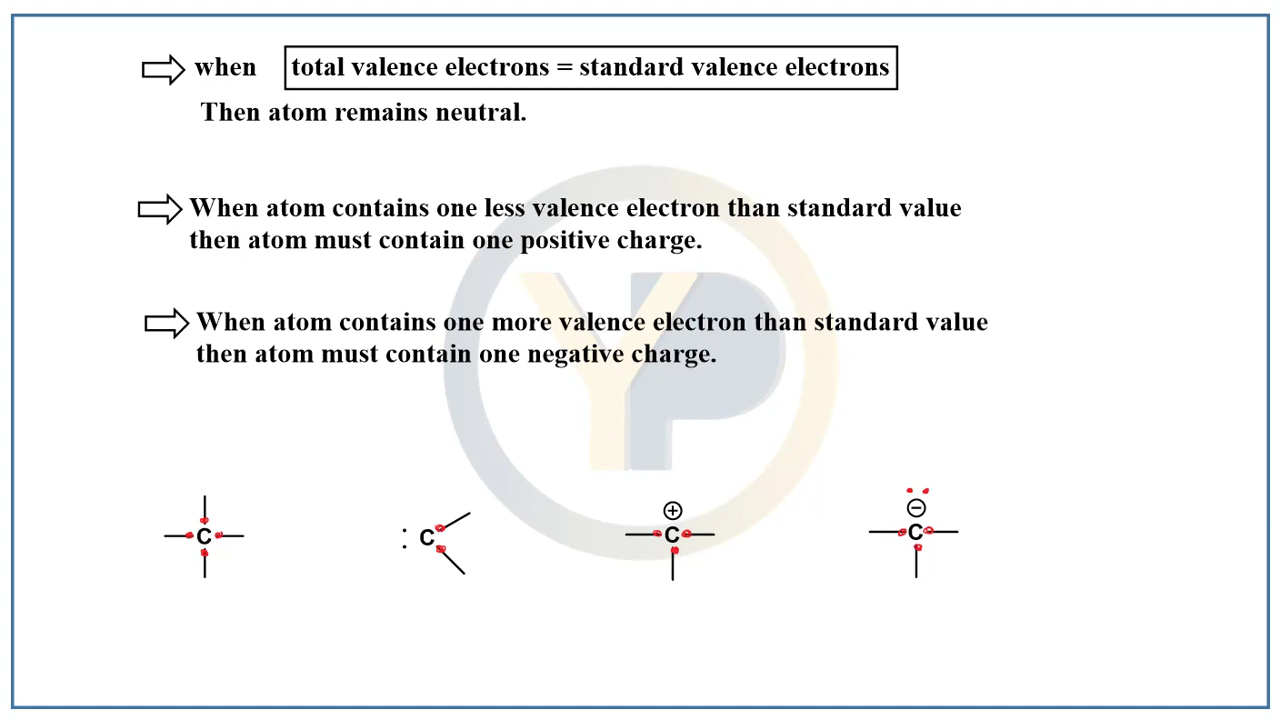 when total valence electrons = standard valence electrons
Then atom remains neutral.
When atom contains one less valence electron than standard value
then atom must contain one positive charge.
When atom contains one more valence electron than standard value
then atom must contain one negative charge.
YP
C : C ⊕ ⊖
C C